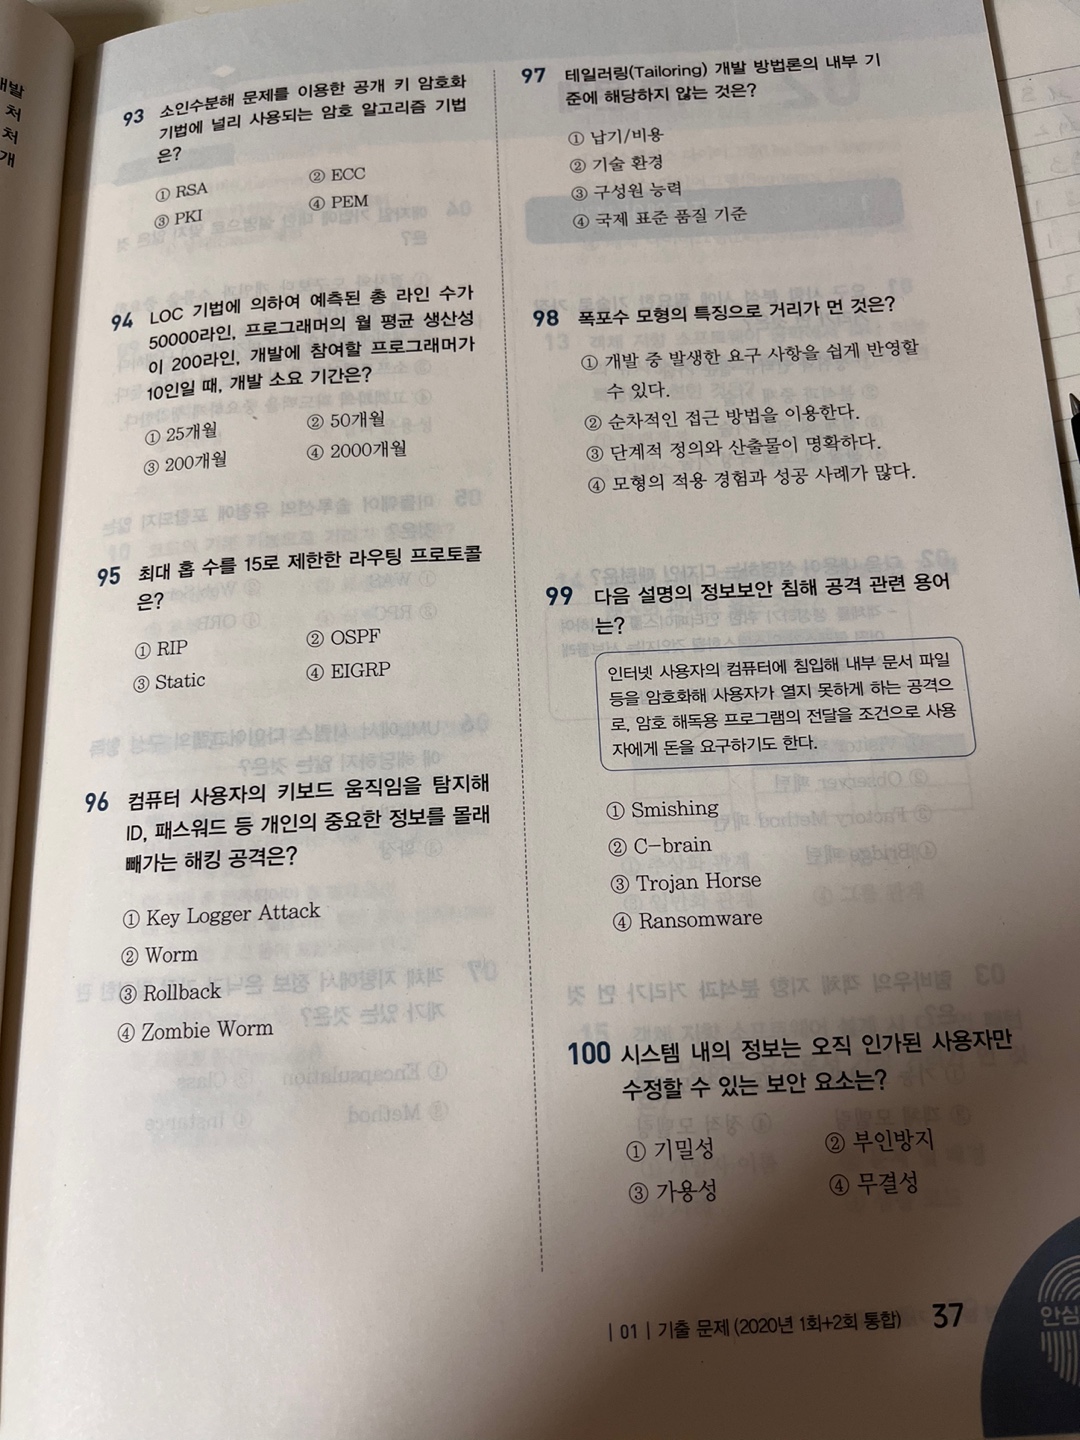 개발
처
처
개
93 소인수분해 문제를 이용한 공개 키 암호화
기법에 널리 사용되는 암호 알고리즘 기법
은?
① RSA ② ECC
③ PKI ④ PEM
94 LOC 기법에 의하여 예측된 총 라인 수가
50000라인, 프로그래머의 월 평균 생산성
이 200라인, 개발에 참여할 프로그래머가
10인일 때, 개발 소요 기간은?
① 25개월 ② 50개월
③ 200개월 ④ 2000개월
95 최대 홉 수를 15로 제한한 라우팅 프로토콜
은?
① RIP ② OSPF
③ Static ④ EIGRP
96 컴퓨터 사용자의 키보드 움직임을 탐지해
ID, 패스워드 등 개인의 중요한 정보를 몰래
빼가는 해킹 공격은?
① Key Logger Attack
② Worm
③ Rollback
④ Zombie Worm
97 테일러링(Tailoring) 개발 방법론의 내부 기
준에 해당하지 않는 것은?
① 납기/비용
② 기술 환경
③ 구성원 능력
④ 국제 표준 품질 기준
98 폭포수 모형의 특징으로 거리가 먼 것은?
① 개발 중 발생한 요구 사항을 쉽게 반영할
수 있다.
② 순차적인 접근 방법을 이용한다.
③ 단계적 정의와 산출물이 명확하다.
④ 모형의 적용 경험과 성공 사례가 많다.
99 다음 설명의 정보보안 침해 공격 관련 용어
는?
인터넷 사용자의 컴퓨터에 침입해 내부 문서 파일
등을 암호화해 사용자가 열지 못하게 하는 공격으
로, 암호 해독용 프로그램의 전달을 조건으로 사용
자에게 돈을 요구하기도 한다.
① Smishing
② C-brain
③ Trojan Horse
④ Ransomware
100 시스템 내의 정보는 오직 인가된 사용자만
수정할 수 있는 보안 요소는?
① 기밀성 ② 부인방지
③ 가용성 ④ 무결성
| 01 | 기출 문제 (2020년 1회+2회 통합) 37
안심